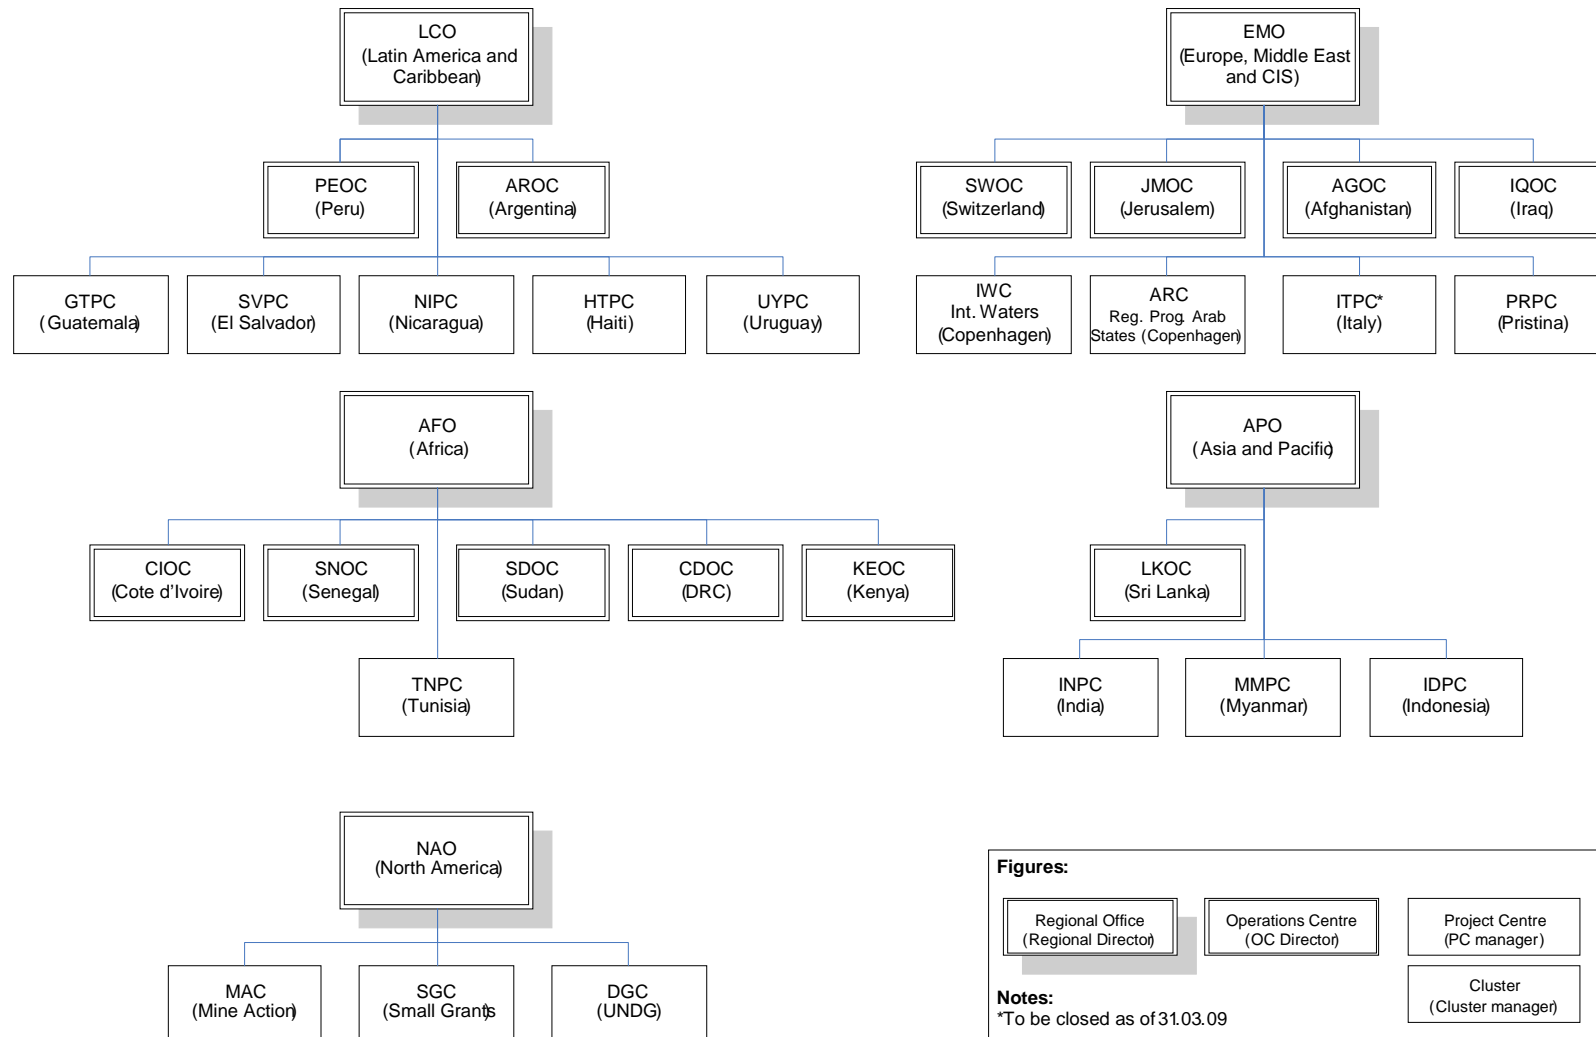 LCO
(Latin America and
Caribbean)
EMO
(Europe, Middle East
and CIS)
PEOC
(Peru)
AROC
(Argentina)
SWOC
(Switzerland)
JMOC
(Jerusalem)
AGOC
(Afghanistan)
IQOC
(Iraq)
GTPC
(Guatemala)
SVPC
(El Salvador)
NIPC
(Nicaragua)
HTPC
(Haiti)
UYPC
(Uruguay)
IWC
Int. Waters
(Copenhagen)
ARC
Reg. Prog. Arab
States (Copenhagen)
ITPC*
(Italy)
PRPC
(Pristina)
AFO
(Africa)
APO
(Asia and Pacific)
CIOC
(Cote d'Ivoire)
SNOC
(Senegal)
SDOC
(Sudan)
CDOC
(DRC)
KEOC
(Kenya)
LKOC
(Sri Lanka)
TNPC
(Tunisia)
INPC
(India)
MMPC
(Myanmar)
IDPC
(Indonesia)
NAO
(North America)
MAC
(Mine Action)
SGC
(Small Grants)
DGC
(UNDG)
Figures:
Regional Office
(Regional Director)
Operations Centre
(OC Director)
Project Centre
(PC manager)
Cluster
(Cluster manager)
Notes:
*To be closed as of 31.03.09